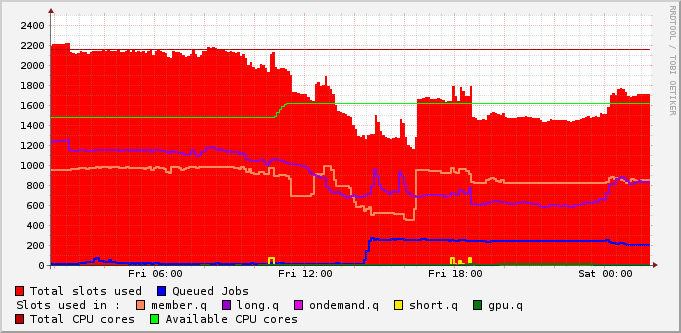 RRDTOOL / TOBI OETIKER
2400
2200
2000
1800
1600
1400
1200
1000
800
600
400
200
0
Fri 06:00 Fri 12:00 Fri 18:00 Sat 00:00
Total slots used Queued Jobs
Slots used in : member.q long.q ondemand.q short.q gpu.q
Total CPU cores Available CPU cores